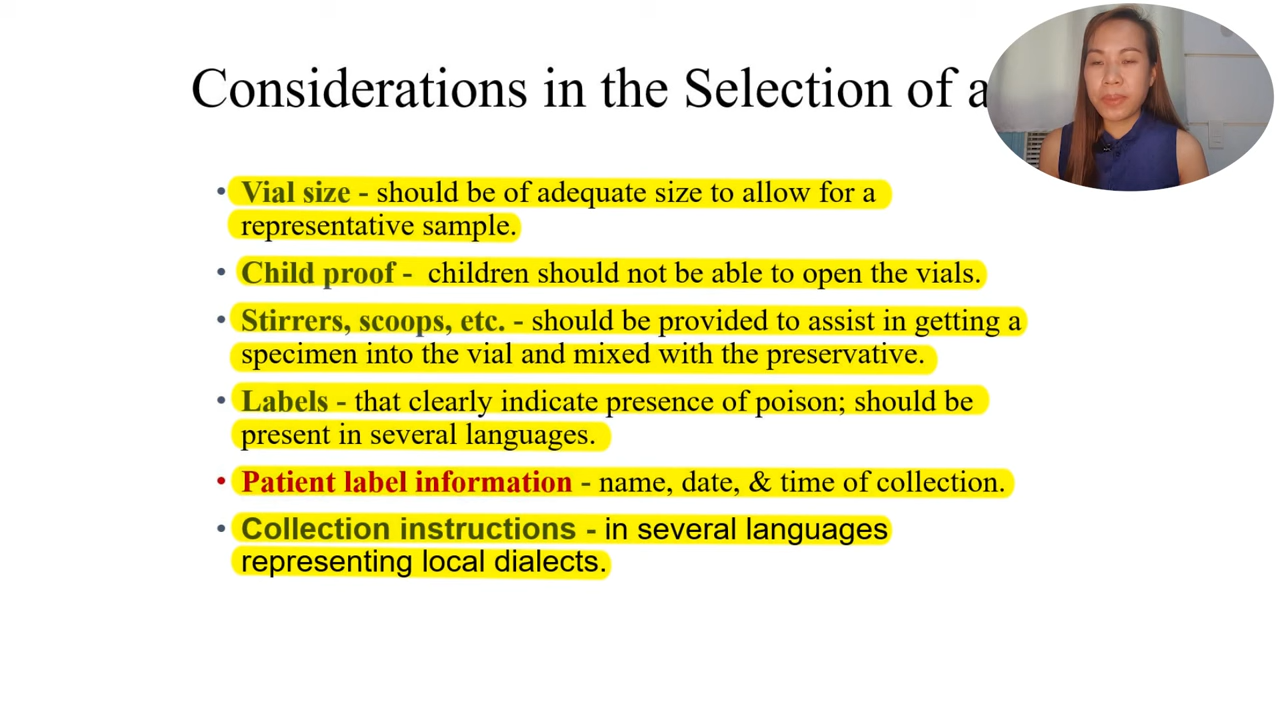 Considerations in the Selection of a
• Vial size - should be of adequate size to allow for a
representative sample.
• Child proof - children should not be able to open the vials.
• Stirrers, scoops, etc. - should be provided to assist in getting a
specimen into the vial and mixed with the preservative.
• Labels - that clearly indicate presence of poison; should be
present in several languages.
• Patient label information - name, date, & time of collection.
• Collection instructions - in several languages
representing local dialects.